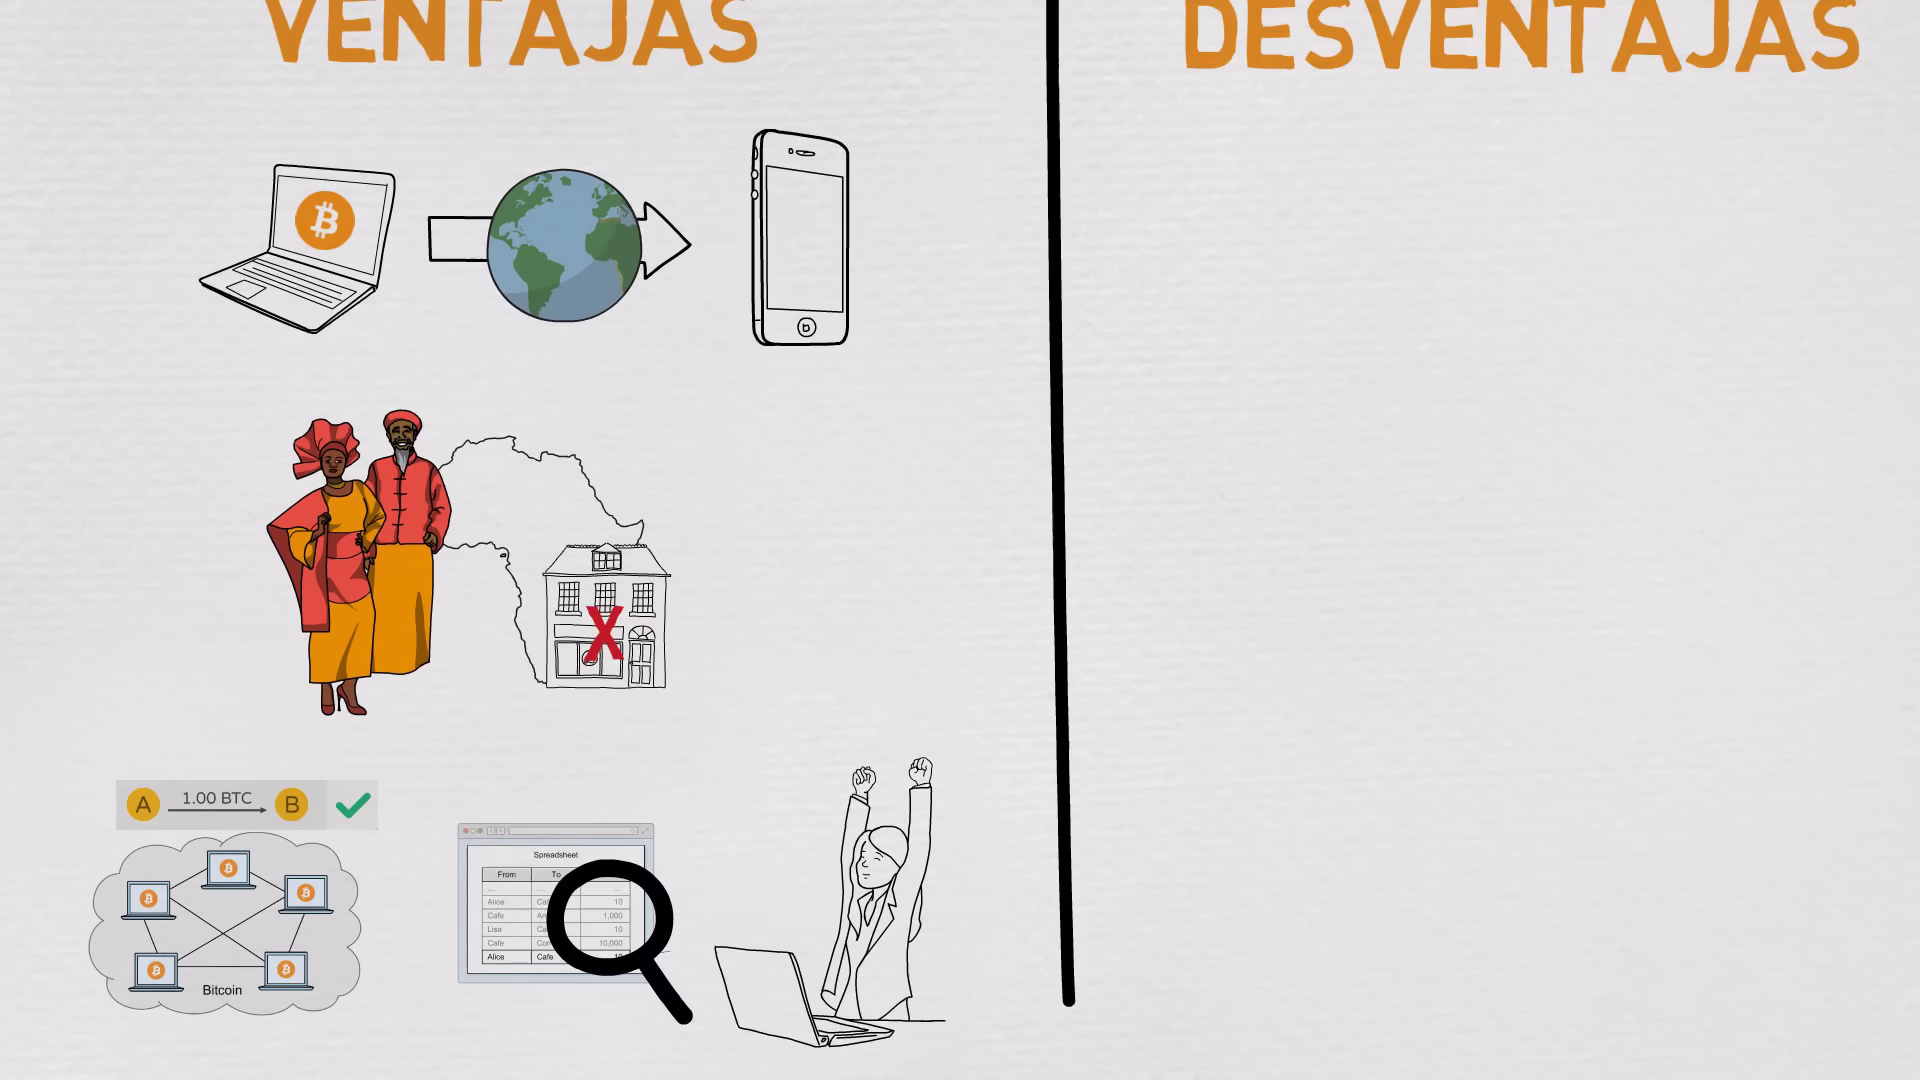 VENTAJAS
DESVENTAJAS
A 1.00 BTC B
Bitcoin
Spreadsheet
From To
... ... ...
Alice 10
Cafe 1,000
Lisa 10
Cafe 10,000
Alice Cafe 10
X